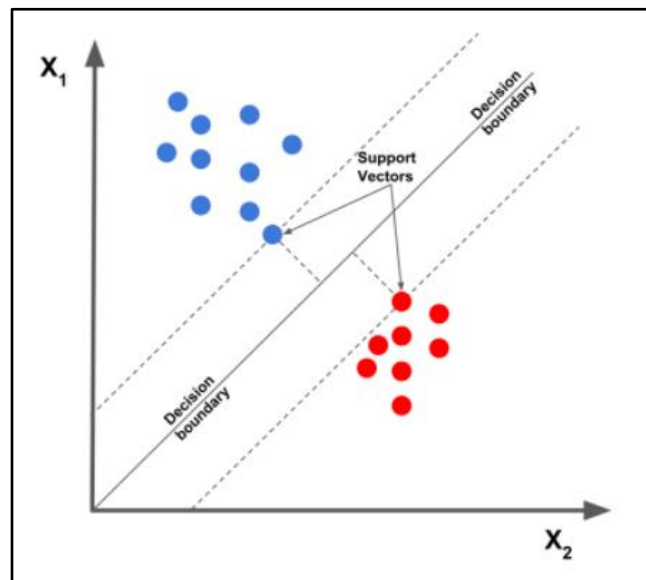 X₁
Decision
boundary
Support
Vectors
Decision
boundary
X₂